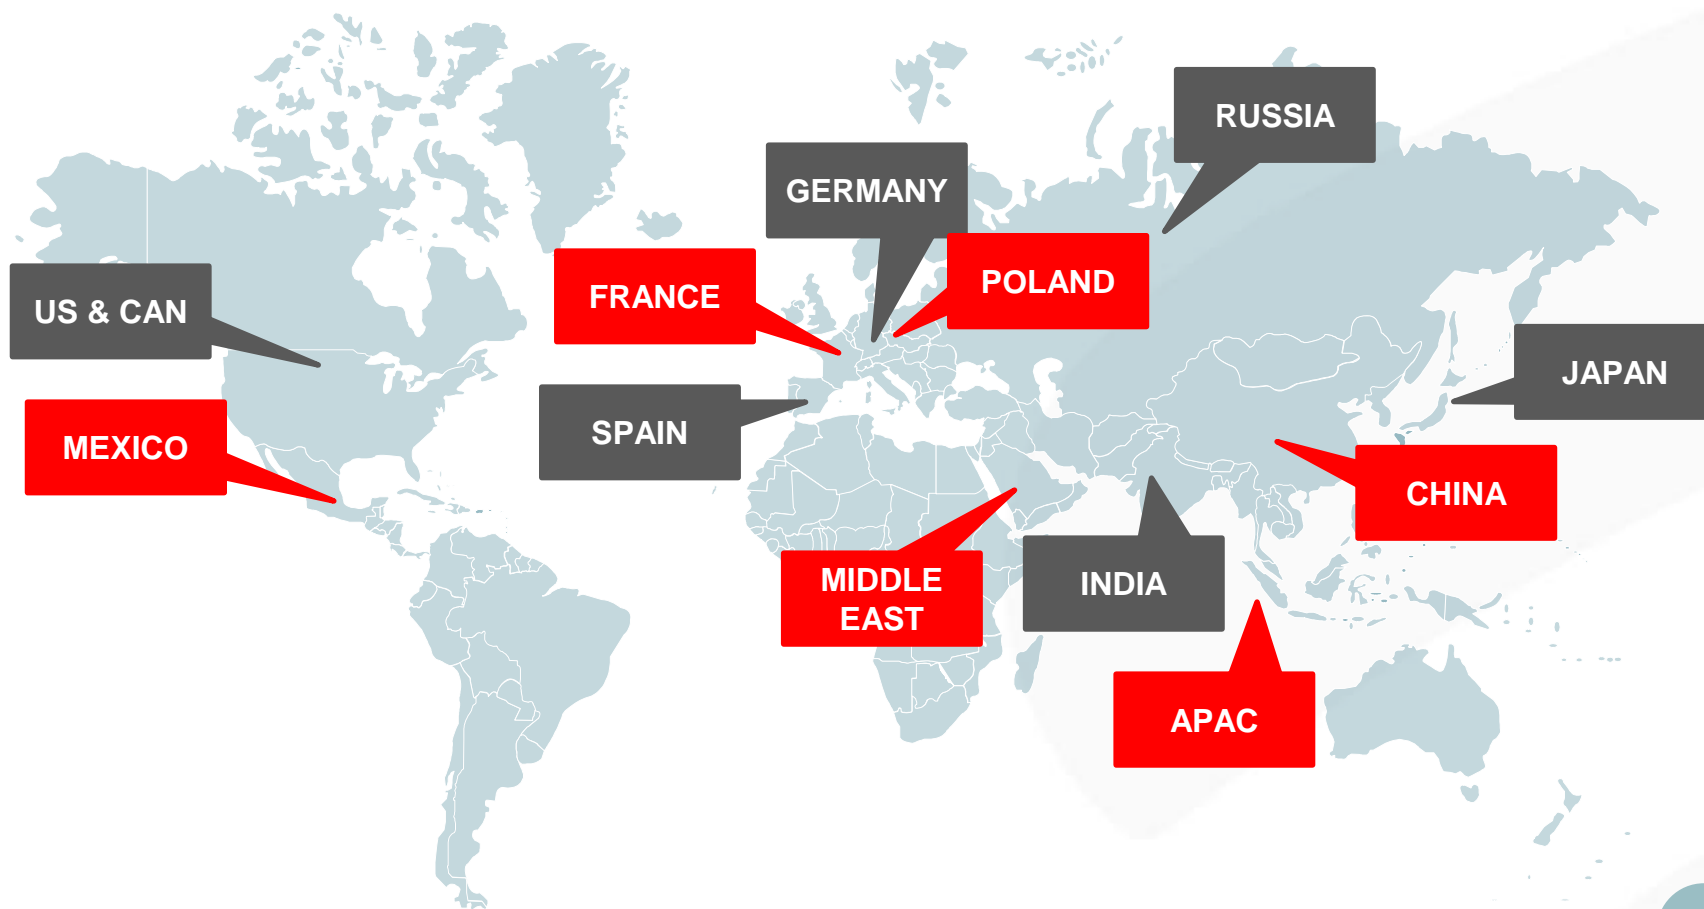 RUSSIA
GERMANY
POLAND
FRANCE
US & CAN
JAPAN
SPAIN
MEXICO
CHINA
MIDDLE
EAST
INDIA
APAC